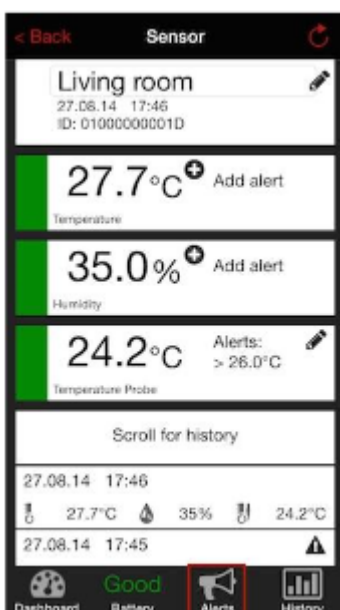 < Back Sensor
Living room
27.08.14 17:46
ID: 01000000001D
27.7°C Add alert
Temperature
35.0% Add alert
Humidity
24.2°C Alerts: > 26.0°C
Temperature Probe
Scroll for history
27.08.14 17:46
27.7°C 35% 24.2°C
27.08.14 17:45
Good
Dashboard Battery Alerts History